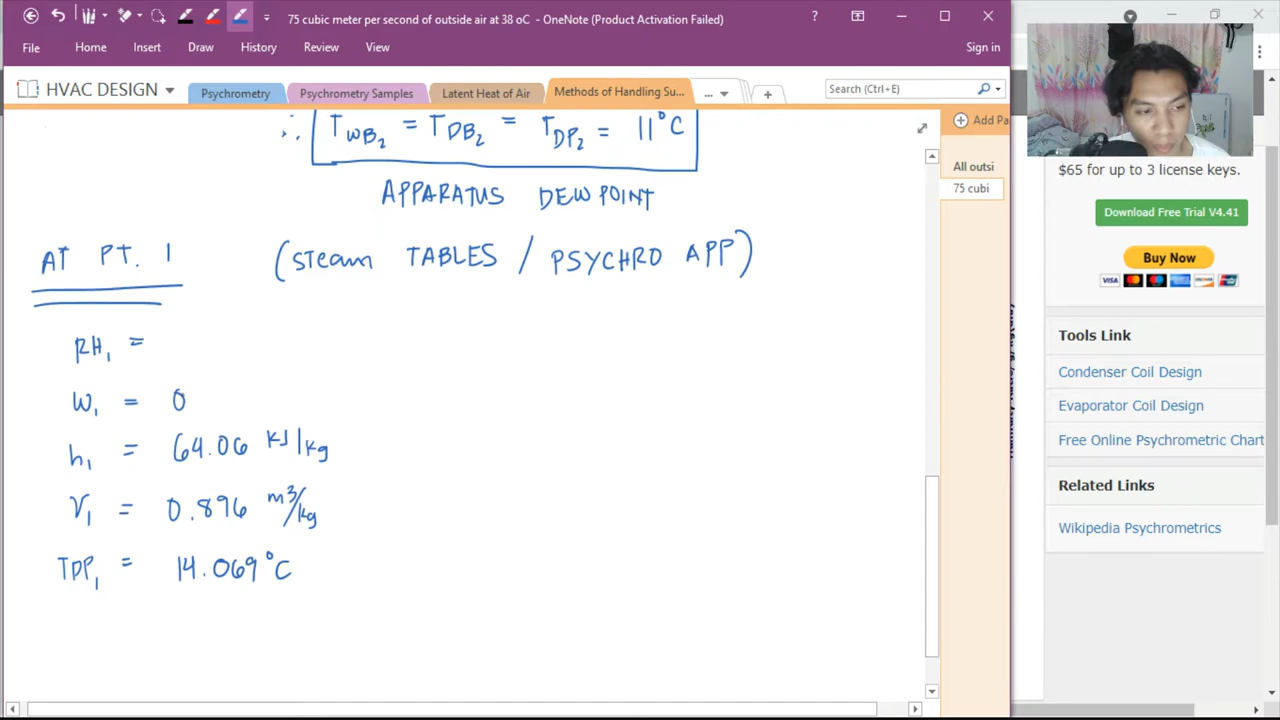 75 cubic meter per second of outside air at 38 oC - OneNote (Product Activation Failed)
File Home Insert Draw History Review View Sign in
HVAC DESIGN Psychrometry Psychrometry Samples Latent Heat of Air Methods of Handling Su... ... Search (Ctrl+E)
∴ TWB₂ = TDB₂ = TDP₂ = 11°C
APPARATUS DEWPOINT
AT PT. 1 (STEAM TABLES / PSYCHRO APP)
RH₁ =
W₁ = 0
h₁ = 64.06 kJ/kg
V₁ = 0.896 m³/kg
TDP₁ = 14.069°C
Add Pa
All outsi
75 cubi
$65 for up to 3 license keys.
Download Free Trial V4.41
Buy Now
VISA
Tools Link
Condenser Coil Design
Evaporator Coil Design
Free Online Psychrometric Chart
Related Links
Wikipedia Psychrometrics